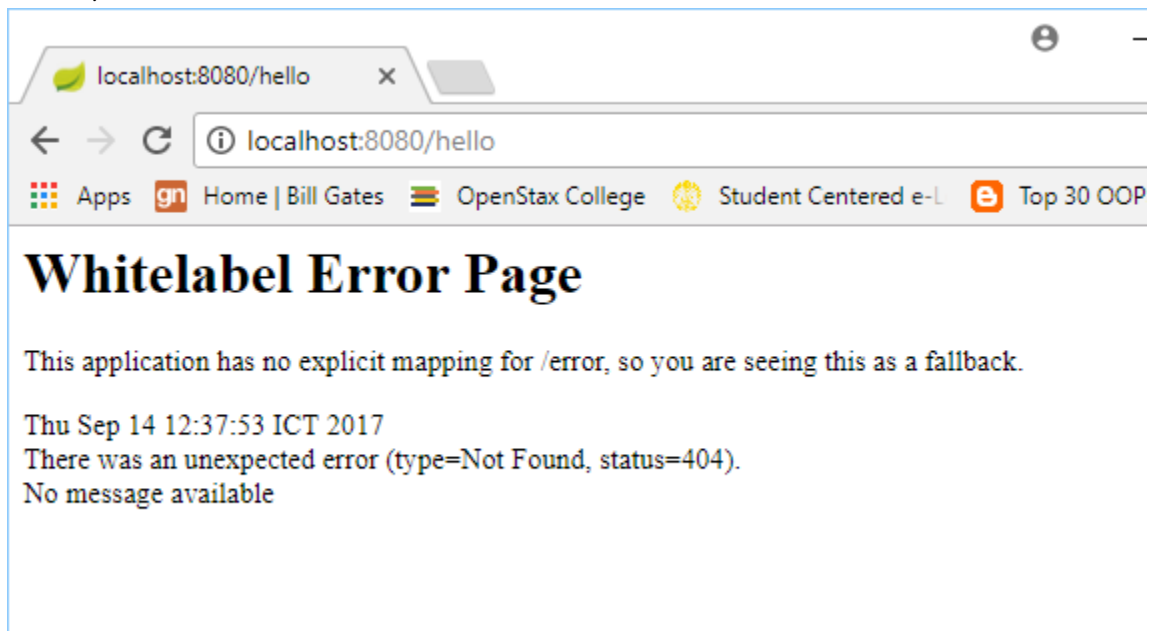 localhost:8080/hello
localhost:8080/hello
Apps gn Home | Bill Gates OpenStax College Student Centered e-L Top 30 OOP
Whitelabel Error Page
This application has no explicit mapping for /error, so you are seeing this as a fallback.
Thu Sep 14 12:37:53 ICT 2017
There was an unexpected error (type=Not Found, status=404).
No message available